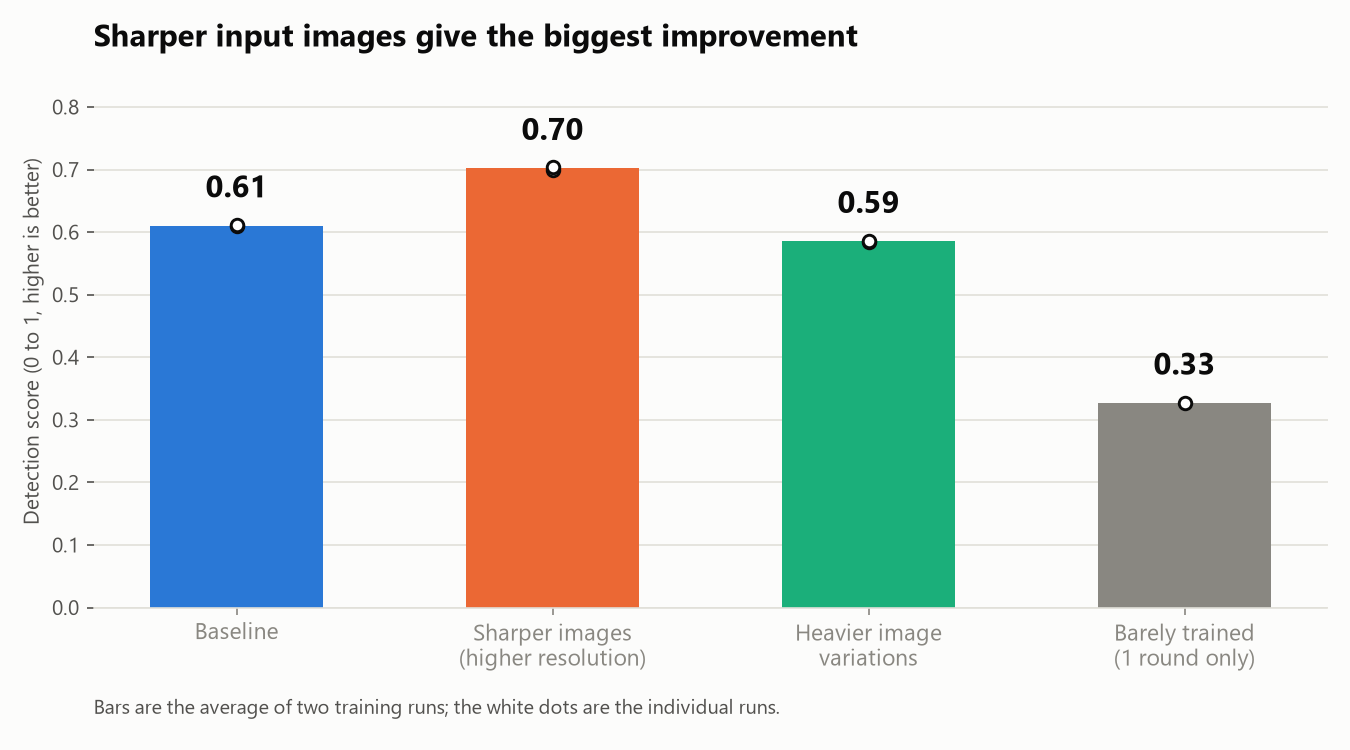 Sharper input images give the biggest improvement
Detection score (0 to 1, higher is better)
0.8
0.7
0.6
0.5
0.4
0.3
0.2
0.1
0.0
0.61
0.70
0.59
0.33
Baseline
Sharper images
(higher resolution)
Heavier image
variations
Barely trained
(1 round only)
Bars are the average of two training runs; the white dots are the individual runs.